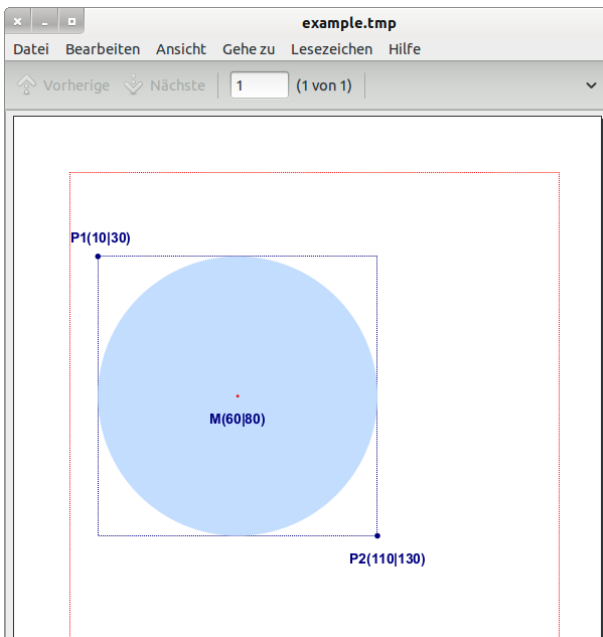 example.tmp
Datei Bearbeiten Ansicht Gehe zu Lesezeichen Hilfe
Vorherige Nächste 1 (1 von 1)
P1(10|30)
M(60|80)
P2(110|130)